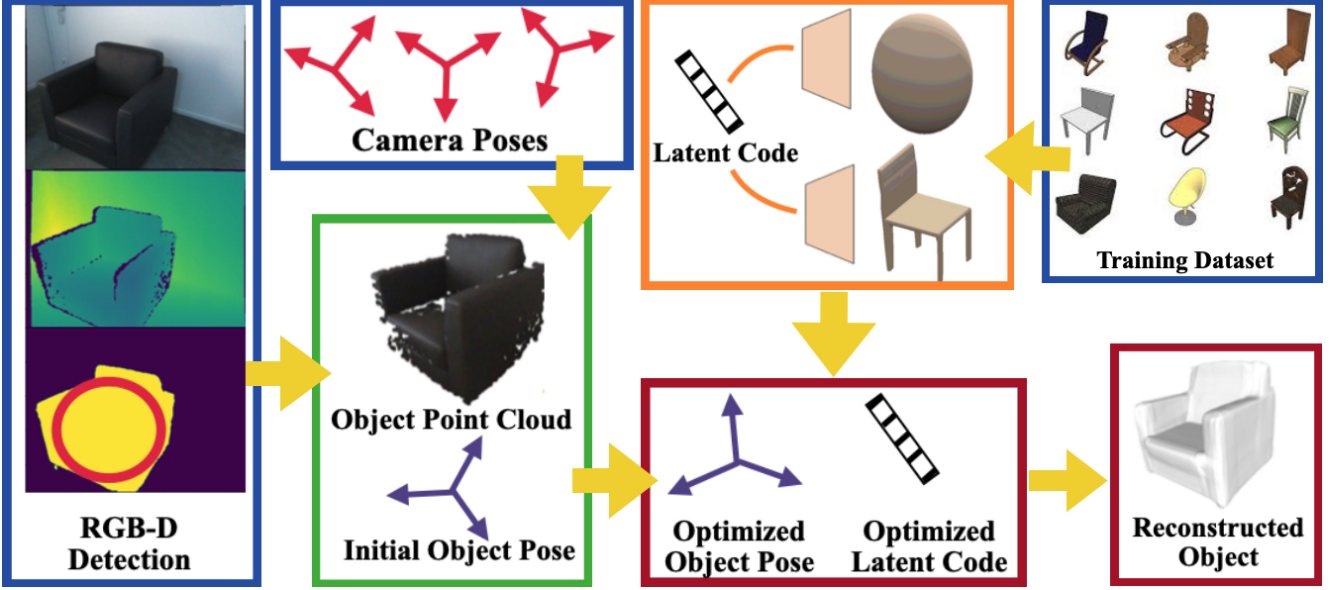 Camera Poses
Latent Code
Training Dataset
Object Point Cloud
Initial Object Pose
RGB-D
Detection
Optimized
Object Pose
Optimized
Latent Code
Reconstructed
Object